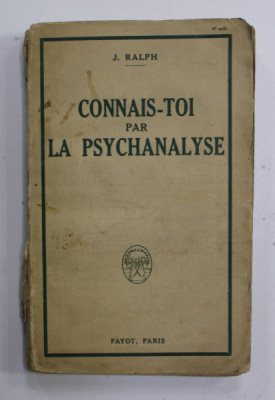 J. RALPH
CONNAIS-TOI
PAR
LA PSYCHANALYSE
PAYOT, PARIS